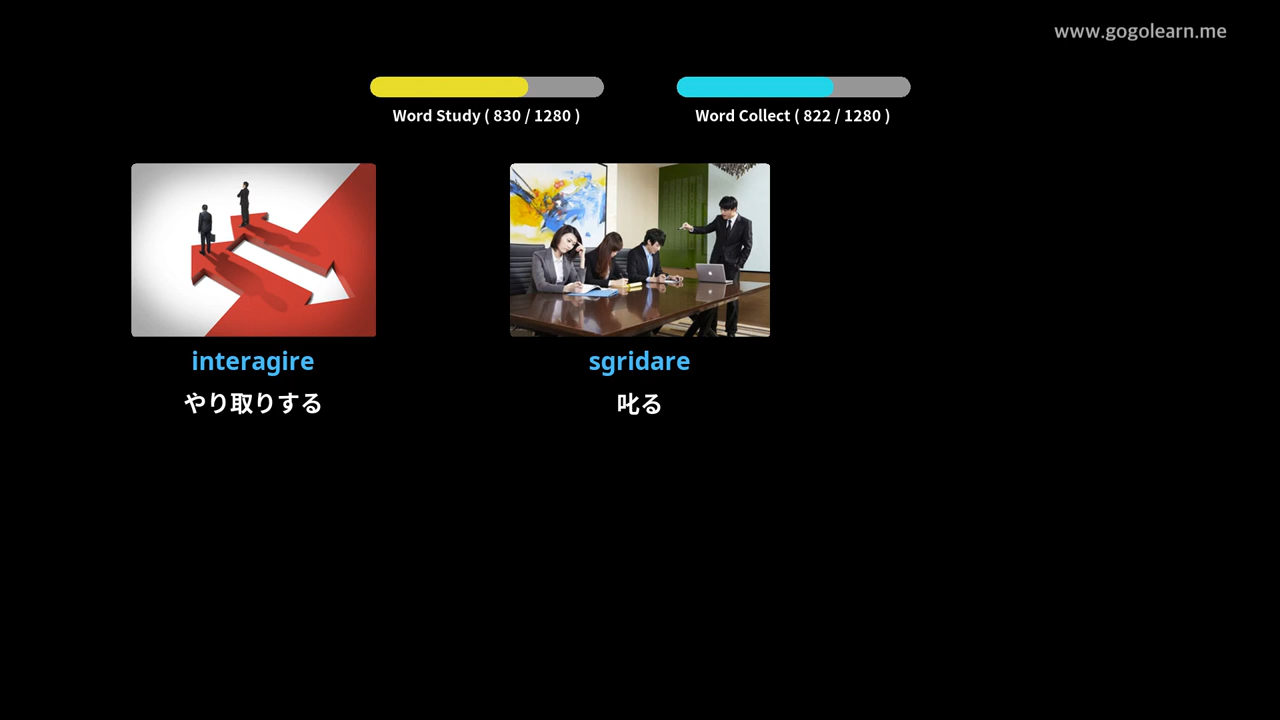 www.gogolearn.me
Word Study ( 830 / 1280 )
Word Collect ( 822 / 1280 )
interagire
やり取りする
sgridare
叱る